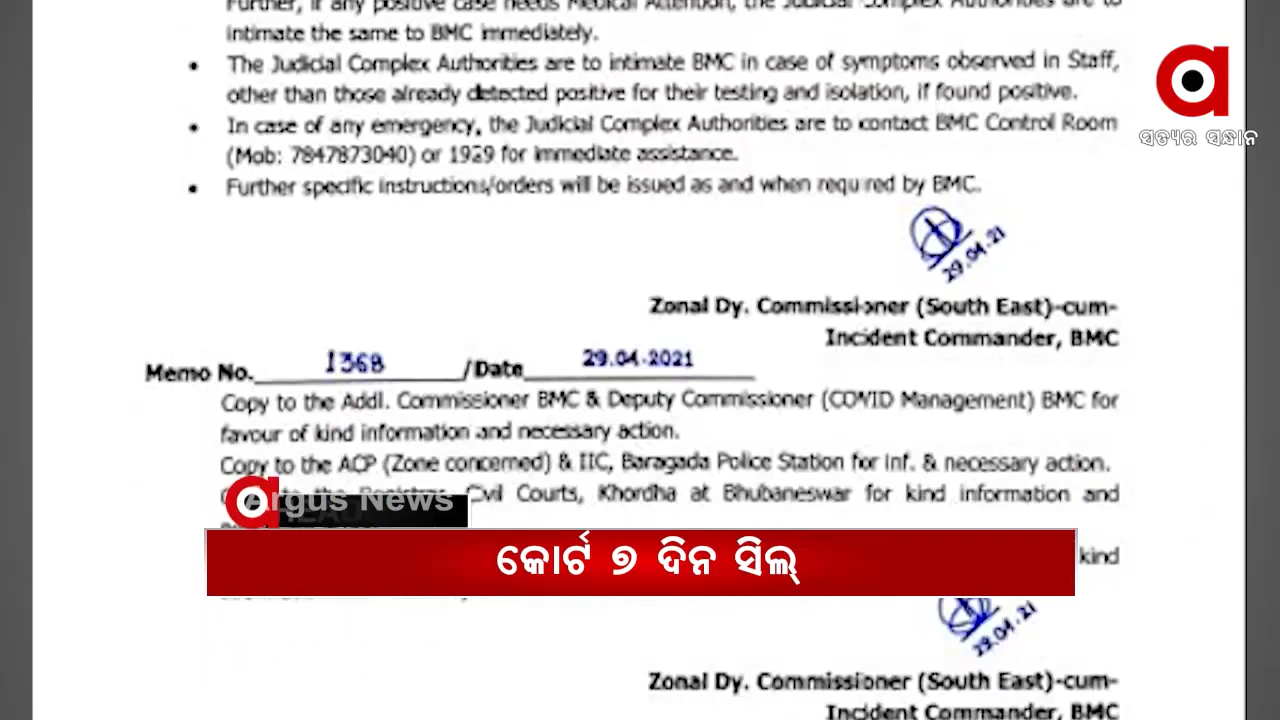 Further, if any positive case needs Medical Attention, the Judicial Complex Authorities are to
intimate the same to BMC immediately.
• The Judicial Complex Authorities are to intimate BMC in case of symptoms observed in Staff,
other than those already detected positive for their testing and isolation, if found positive.
• In case of any emergency, the Judicial Complex Authorities are to contact BMC Control Room
(Mob: 7847873040) or 1929 for immediate assistance.
• Further specific instructions/orders will be issued as and when required by BMC.
ସତ୍ୟର ସନ୍ଧାନ
29.04.21
Zonal Dy. Commissioner (South East)-cum-
Incident Commander, BMC
Memo No. 1368 /Date 29.04.2021
Copy to the Addl. Commissioner BMC & Deputy Commissioner (COVID Management) BMC for
favour of kind information and necessary action.
Copy to the ACP (Zone concerned) & IIC, Baragada Police Station for Inf. & necessary action.
the Registrar, Civil Courts, Khordha at Bhubaneswar for kind information and
Argus News
କୋର୍ଟ ୭ ଦିନ ସିଲ୍
kind
29.04.21
Zonal Dy. Commissioner (South East)-cum-
Incident Commander, BMC